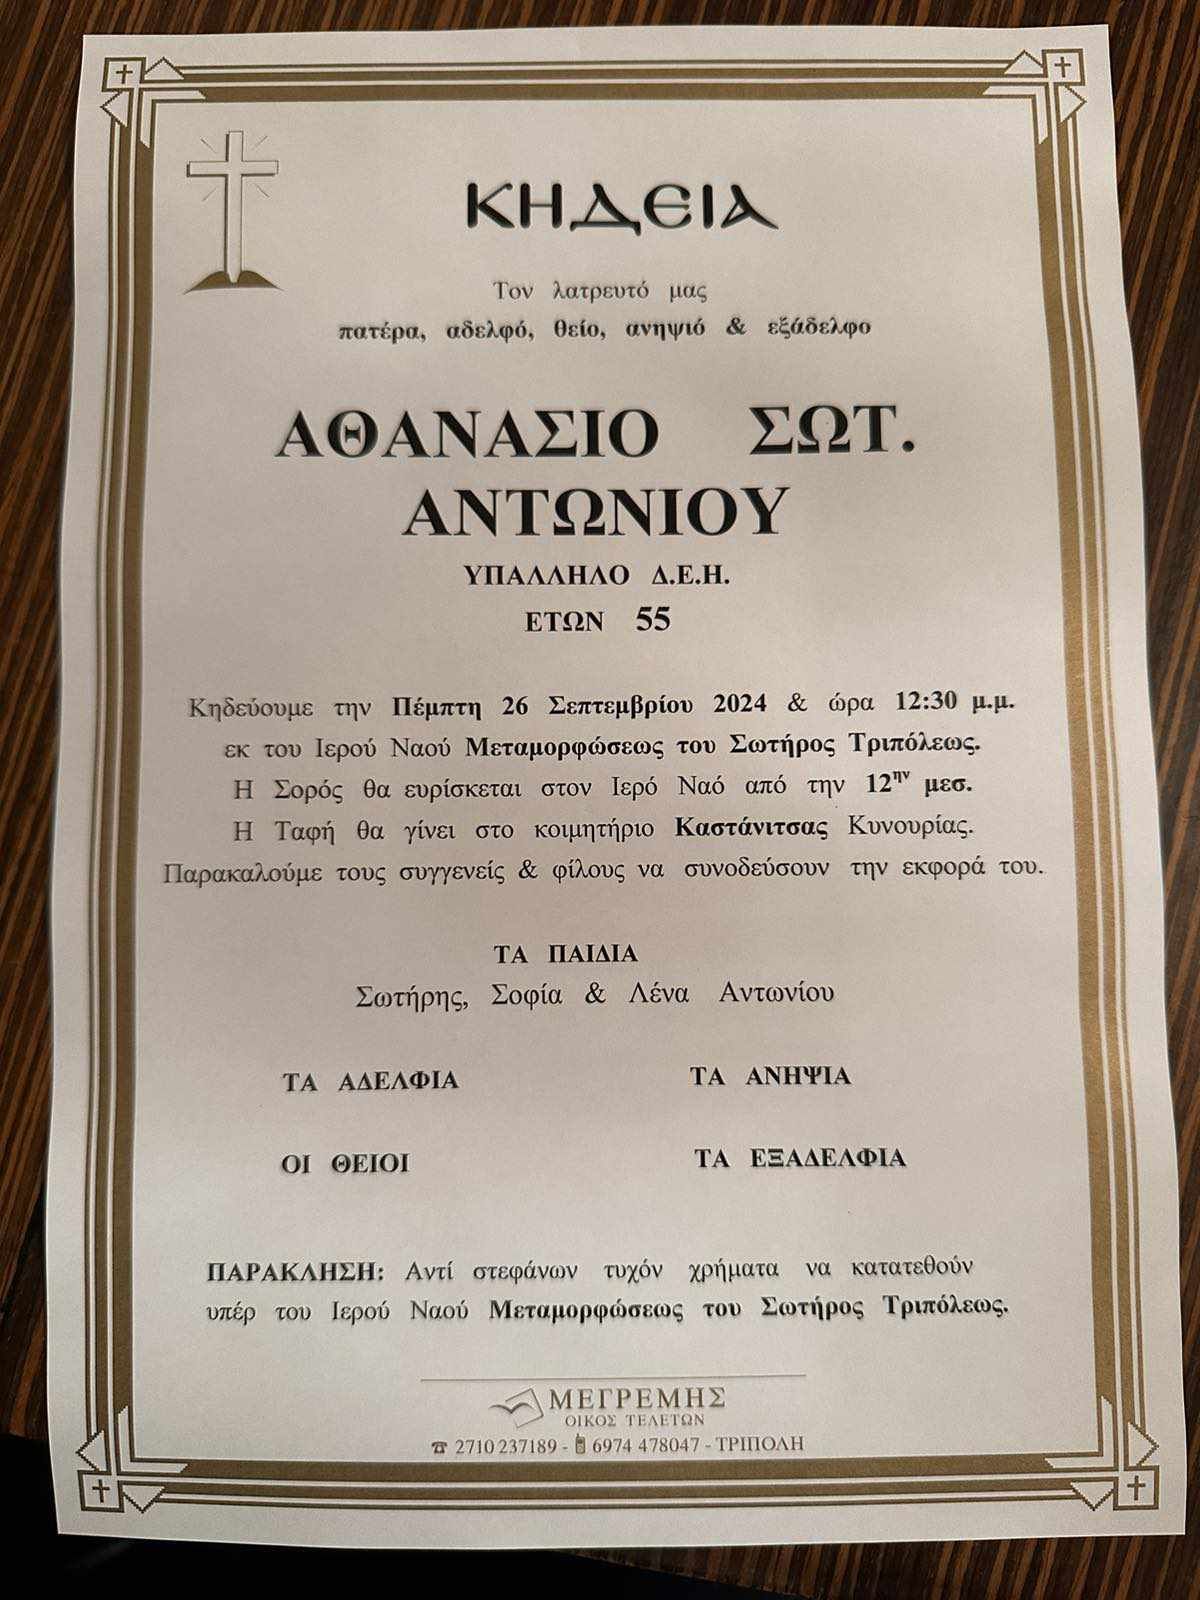 ΚΗΔΕΙΑ
Τον λατρευτό μας
πατέρα, αδελφό, θείο, ανηψιό & εξάδελφο
ΑΘΑΝΑΣΙΟ ΣΩΤ.
ΑΝΤΩΝΙΟΥ
ΥΠΑΛΛΗΛΟ Δ.Ε.Η.
ΕΤΩΝ 55
Κηδεύουμε την Πέμπτη 26 Σεπτεμβρίου 2024 & ώρα 12:30 μ.μ.
εκ του Ιερού Ναού Μεταμορφώσεως του Σωτήρος Τριπόλεως.
Η Σορός θα ευρίσκεται στον Ιερό Ναό από την 12ην μεσ.
Η Ταφή θα γίνει στο κοιμητήριο Καστάνιτσας Κυνουρίας.
Παρακαλούμε τους συγγενείς & φίλους να συνοδεύσουν την εκφορά του.
ΤΑ ΠΑΙΔΙΑ
Σωτήρης, Σοφία & Λένα Αντωνίου
ΤΑ ΑΔΕΛΦΙΑ ΤΑ ΑΝΗΨΙΑ
ΟΙ ΘΕΙΟΙ ΤΑ ΕΞΑΔΕΛΦΙΑ
ΠΑΡΑΚΛΗΣΗ: Αντί στεφάνων τυχόν χρήματα να κατατεθούν
υπέρ του Ιερού Ναού Μεταμορφώσεως του Σωτήρος Τριπόλεως.
ΜΕΓΡΕΜΗΣ
ΟΙΚΟΣ ΤΕΛΕΤΩΝ
☎ 2710 237189 - 6974 478047 - ΤΡΙΠΟΛΗ